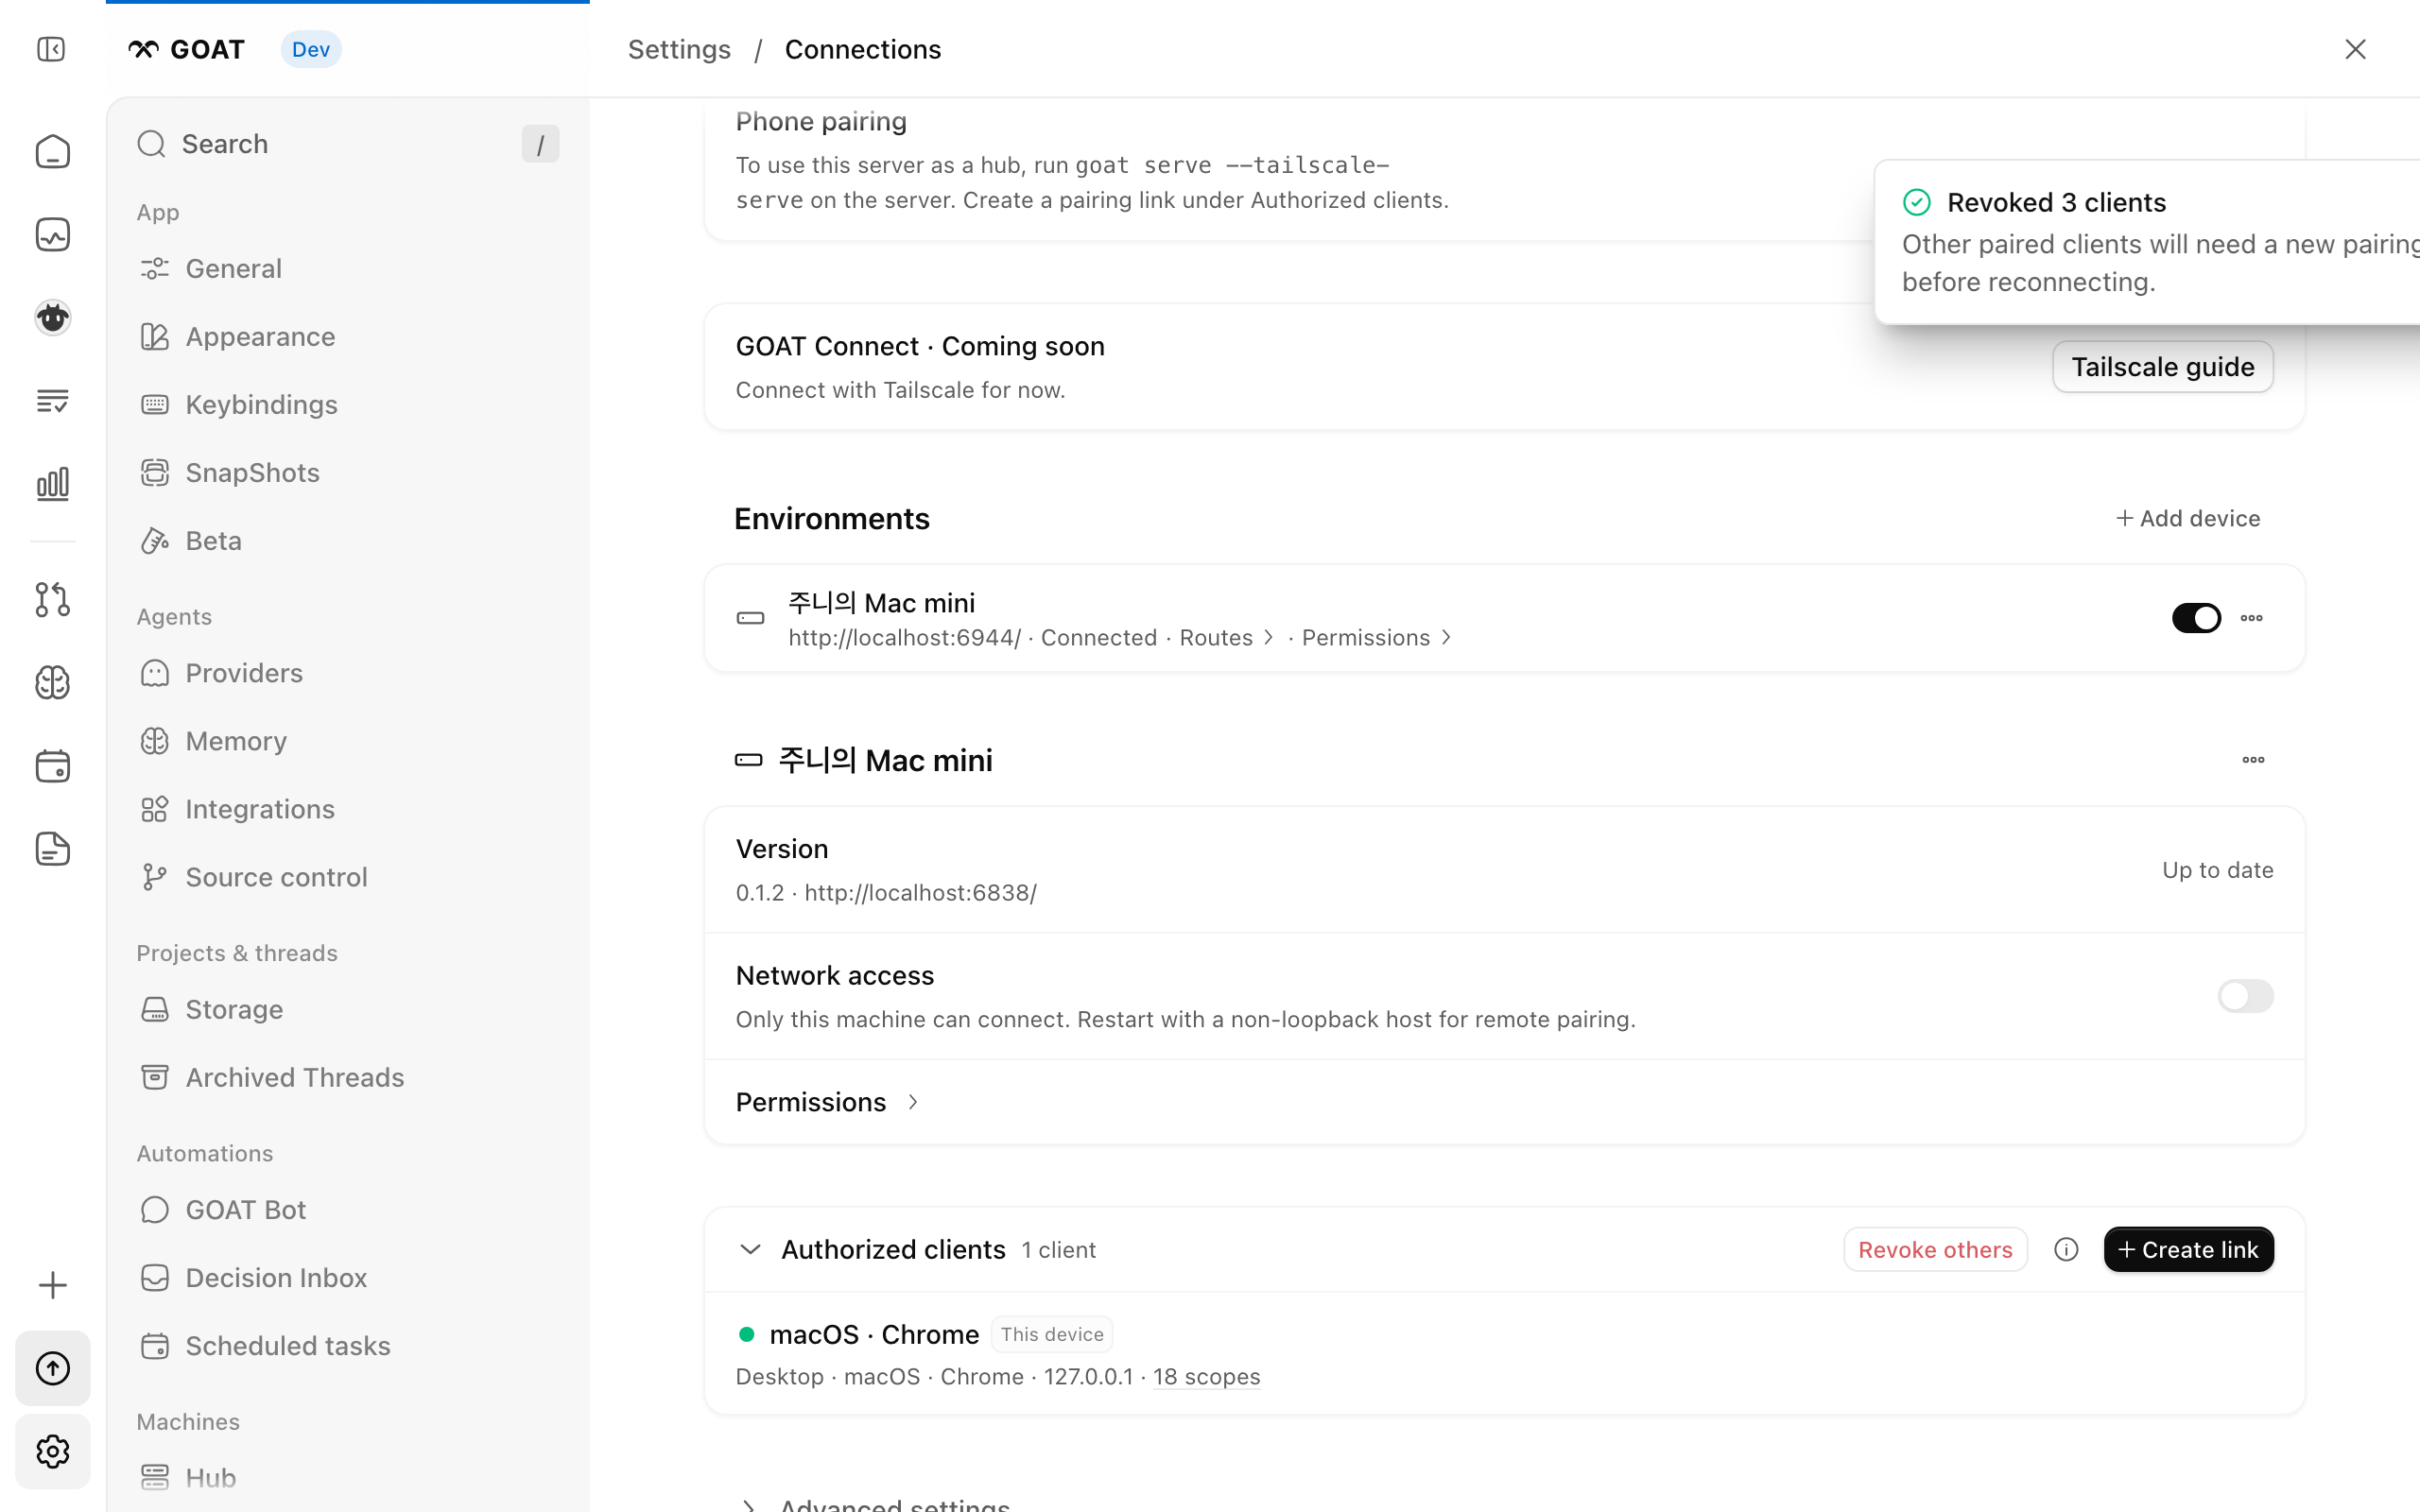 GOAT Dev
Settings / Connections
Search /
App
General
Appearance
Keybindings
SnapShots
Beta
Agents
Providers
Memory
Integrations
Source control
Projects & threads
Storage
Archived Threads
Automations
GOAT Bot
Decision Inbox
Scheduled tasks
Machines
Hub
Phone pairing
To use this server as a hub, run goat serve --tailscale-
serve on the server. Create a pairing link under Authorized clients.
Revoked 3 clients
Other paired clients will need a new pairing
before reconnecting.
GOAT Connect · Coming soon
Connect with Tailscale for now.
Tailscale guide
Environments
+ Add device
주니의 Mac mini
http://localhost:6944/ · Connected · Routes > · Permissions >
주니의 Mac mini
Version
0.1.2 · http://localhost:6838/
Up to date
Network access
Only this machine can connect. Restart with a non-loopback host for remote pairing.
Permissions >
Authorized clients 1 client
Revoke others
+ Create link
macOS · Chrome This device
Desktop · macOS · Chrome · 127.0.0.1 · 18 scopes
Advanced settings